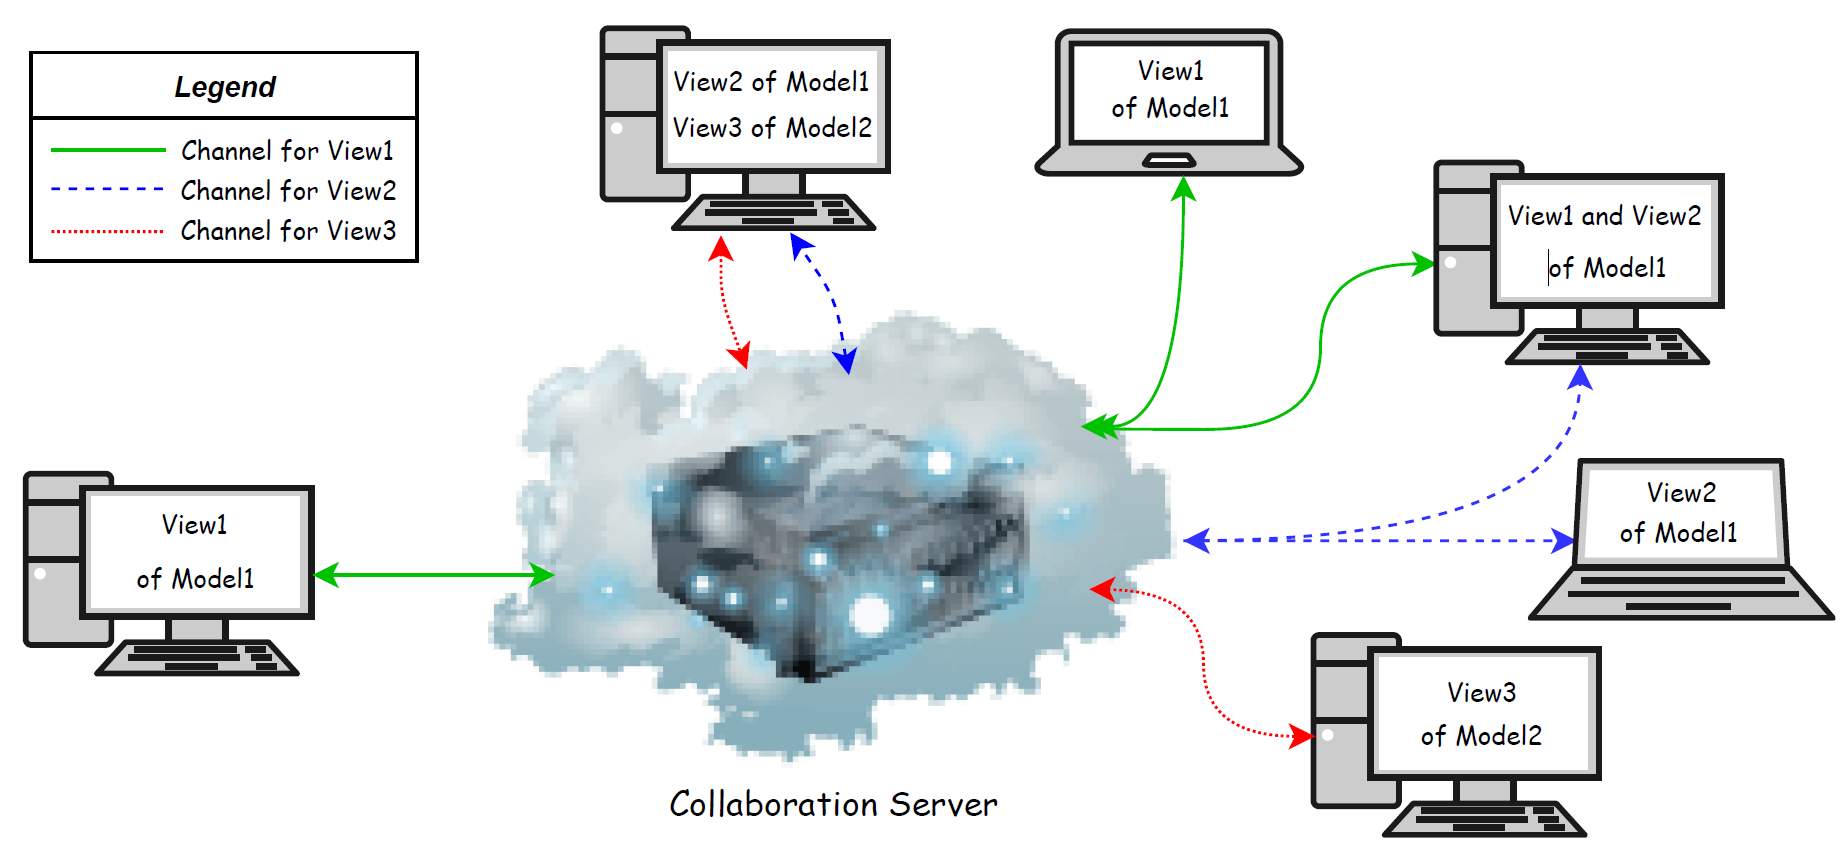 Legend
Channel for View1
Channel for View2
Channel for View3
View2 of Model1
View3 of Model2
View1
of Model1
View1 and View2
of Model1
View1
of Model1
View2
of Model1
View3
of Model2
Collaboration Server